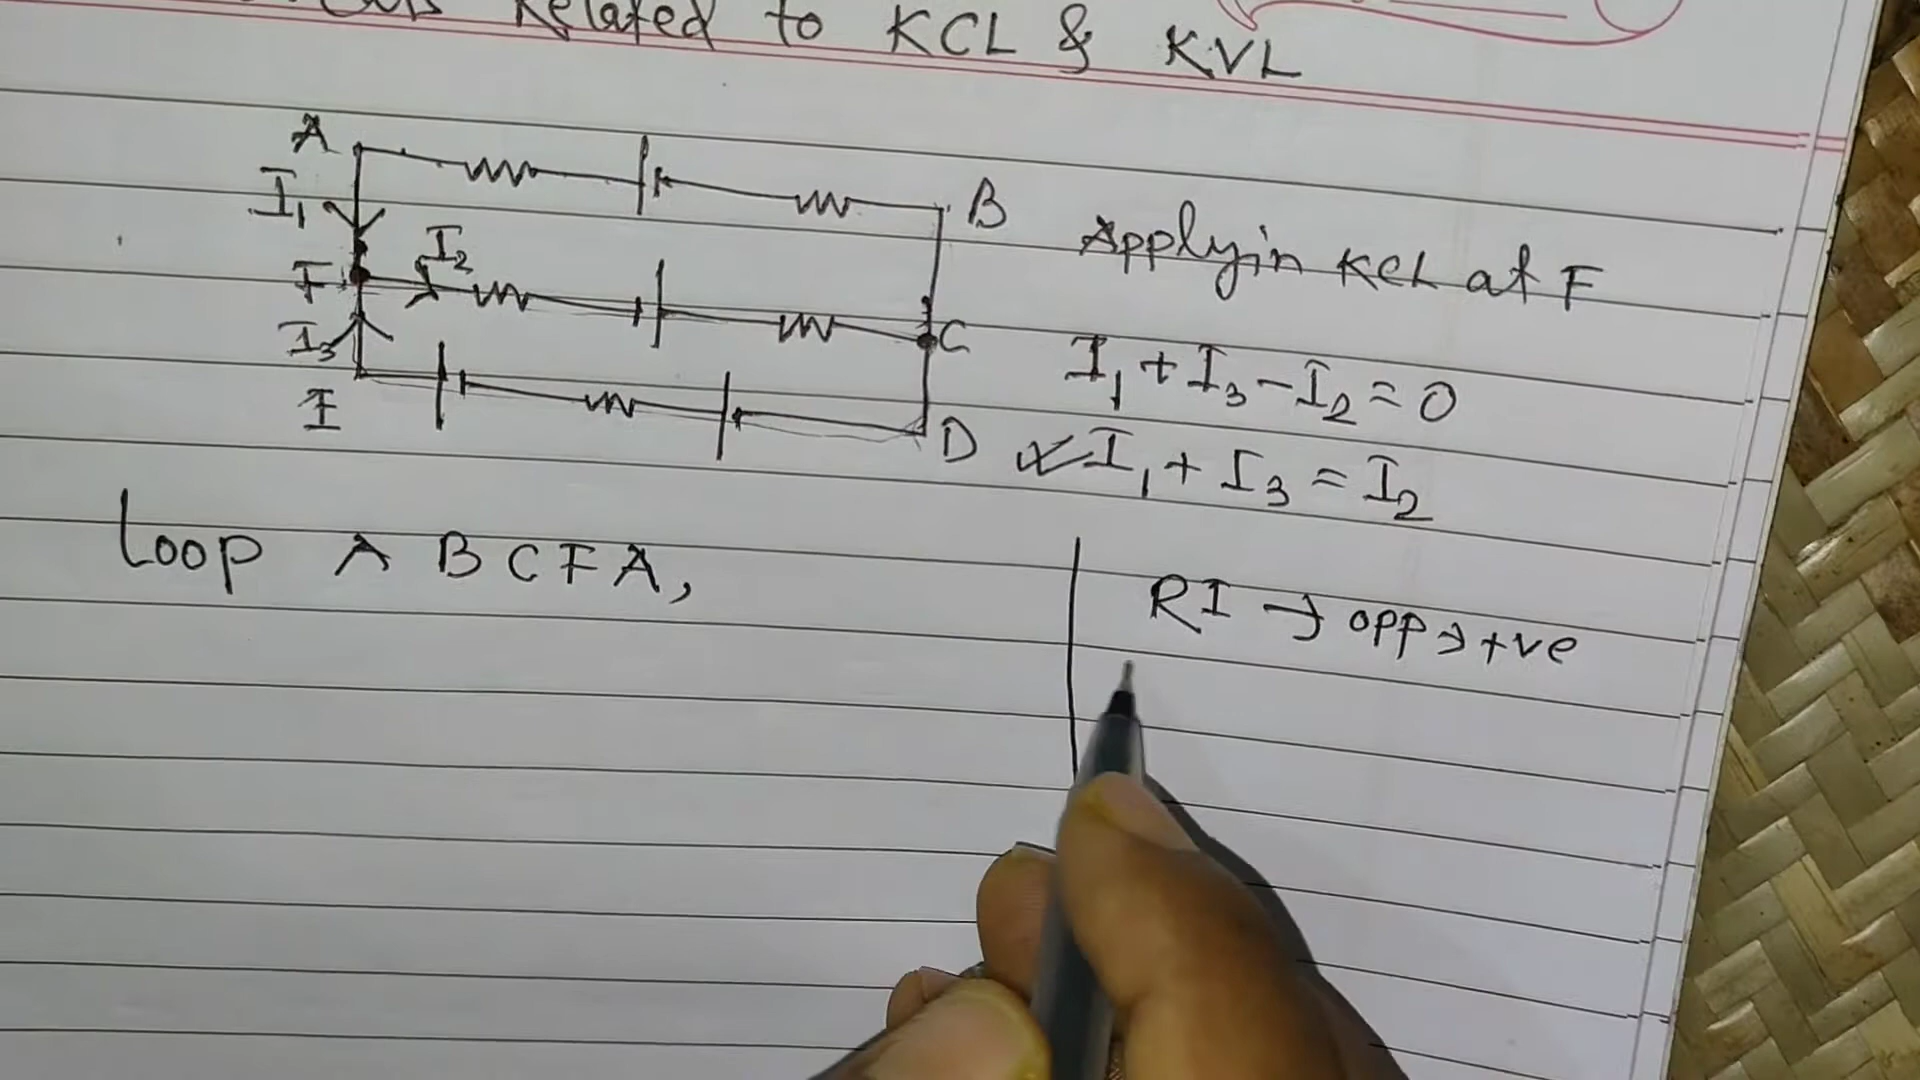 Related to KCL & KVL
A
I₁
B
Applyin KCL at F
I₂
F
I₃
C
I₁ + I₃ - I₂ = 0
I
D
I₁ + I₃ = I₂
Loop A B C F A,
RI → opp → +ve